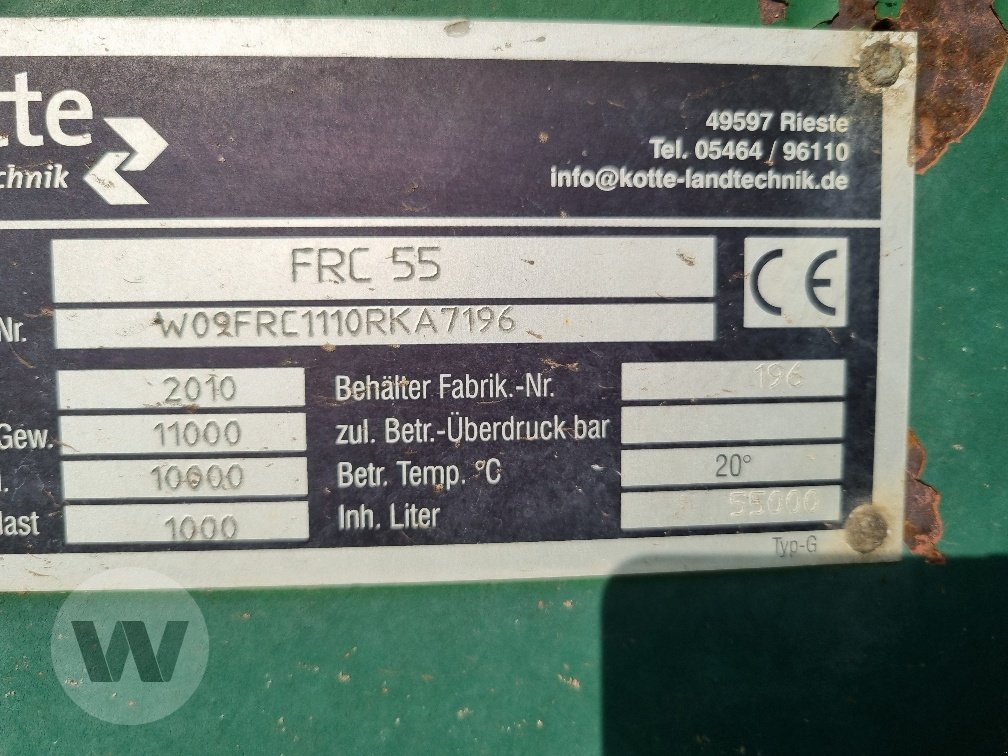 tte
chnik
49597 Rieste
Tel. 05464 / 96110
info@kotte-landtechnik.de
FRC 55
CE
Nr. W09FRC1110RKA7196
2010 Behälter Fabrik.-Nr. 196
Gew. 11000 zul. Betr.-Überdruck bar
10000 Betr. Temp. °C 20°
last 1000 Inh. Liter 55000
Typ-G
W